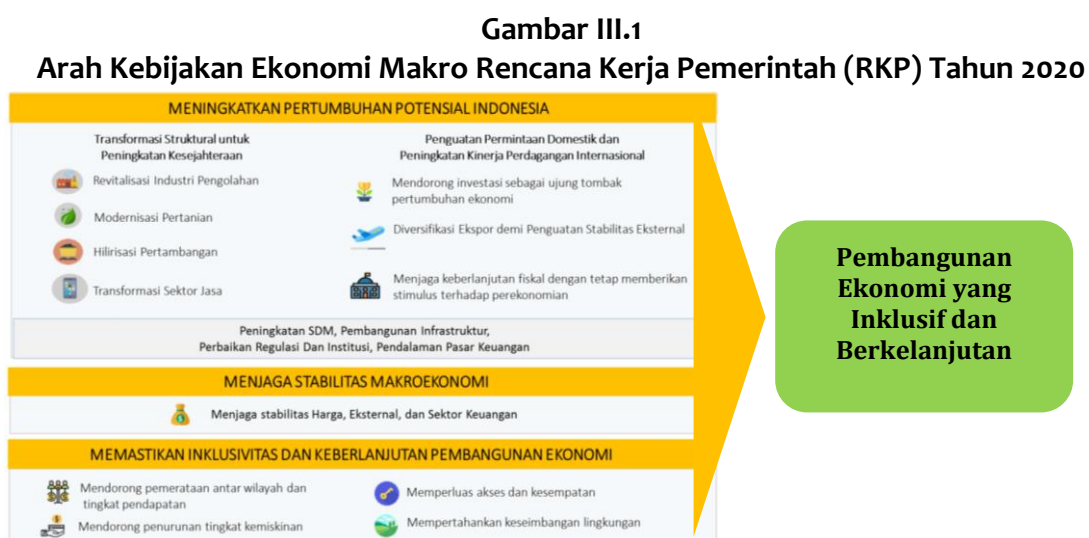 Gambar III.1
Arah Kebijakan Ekonomi Makro Rencana Kerja Pemerintah (RKP) Tahun 2020
MENINGKATKAN PERTUMBUHAN POTENSIAL INDONESIA
Transformasi Struktural untuk
Peningkatan Kesejahteraan
Revitalisasi Industri Pengolahan
Modernisasi Pertanian
Hilirisasi Pertambangan
Transformasi Sektor Jasa
Penguatan Permintaan Domestik dan
Peningkatan Kinerja Perdagangan Internasional
Mendorong investasi sebagai ujung tombak
pertumbuhan ekonomi
Diversifikasi Ekspor demi Penguatan Stabilitas Eksternal
Menjaga keberlanjutan fiskal dengan tetap memberikan
stimulus terhadap perekonomian
Peningkatan SDM, Pembangunan Infrastruktur,
Perbaikan Regulasi Dan Institusi, Pendalaman Pasar Keuangan
MENJAGA STABILITAS MAKROEKONOMI
Menjaga stabilitas Harga, Eksternal, dan Sektor Keuangan
MEMASTIKAN INKLUSIVITAS DAN KEBERLANJUTAN PEMBANGUNAN EKONOMI
Mendorong pemerataan antar wilayah dan
tingkat pendapatan
Mendorong penurunan tingkat kemiskinan
Memperluas akses dan kesempatan
Mempertahankan keseimbangan lingkungan
Pembangunan
Ekonomi yang
Inklusif dan
Berkelanjutan